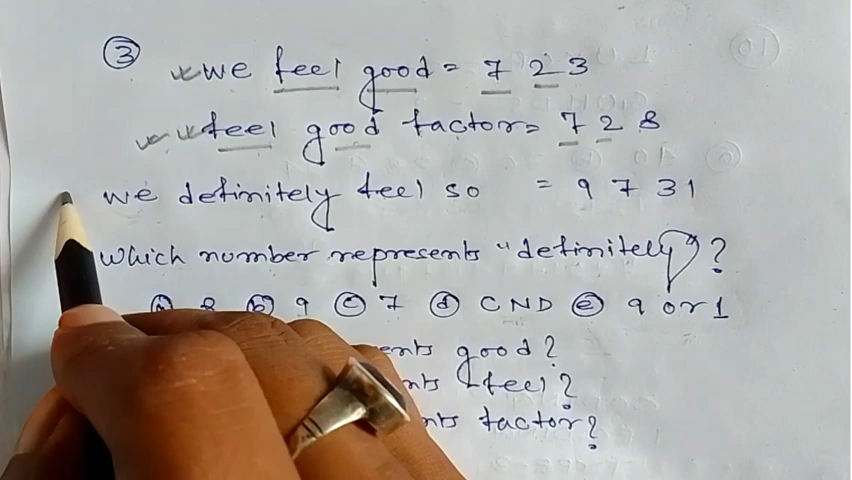 ③ we feel good = 7 2 3
feel good factor = 7 2 8
we definitely feel so = 9 7 3 1
which number represents "definitely"?
ⓐ 8 ⓑ 9 ⓒ 7 ⓓ CND ⓔ 9 or 1
good?
feel?
factor?